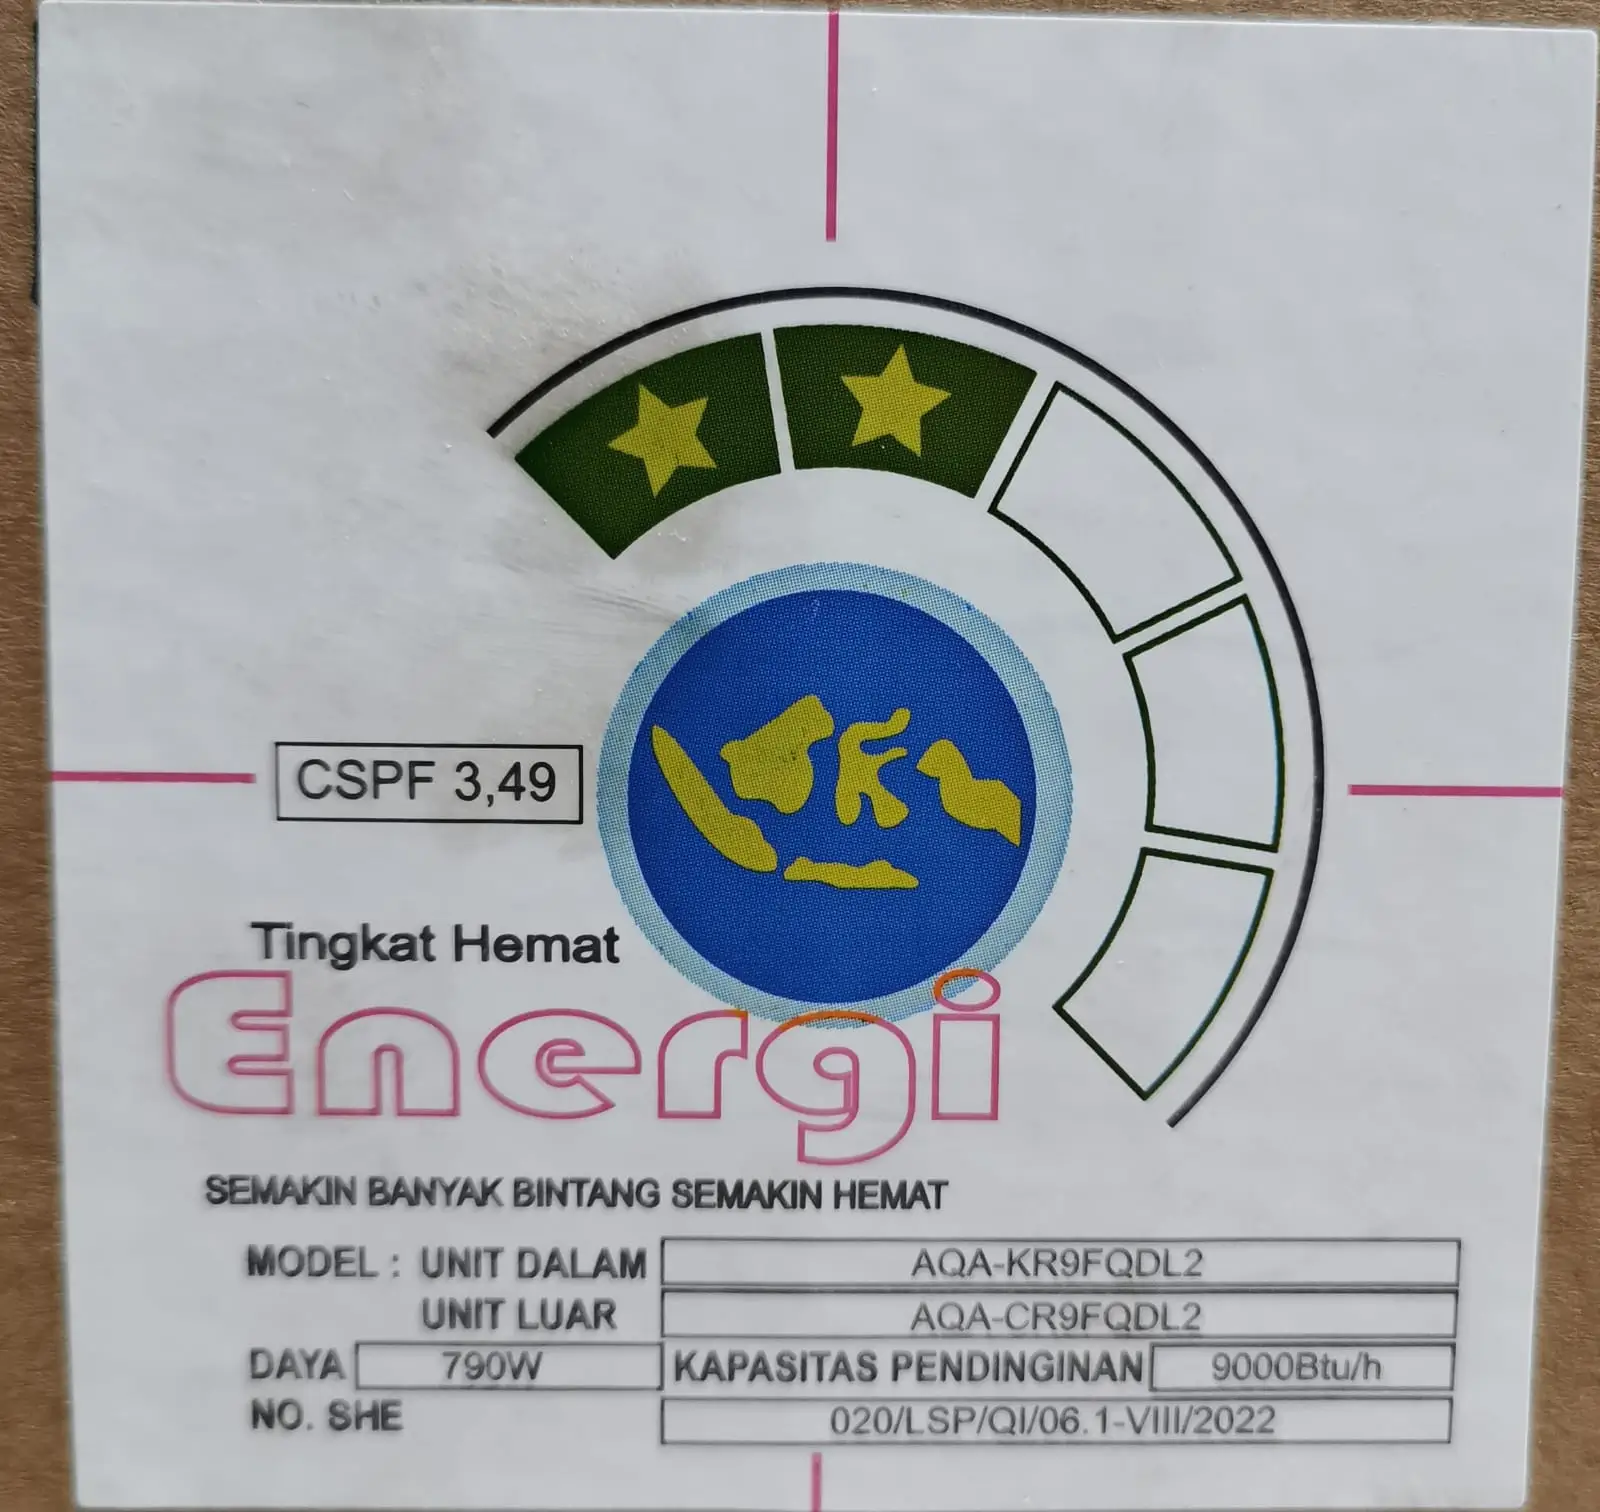 CSPF 3,49
Tingkat Hemat
Energi
SEMAKIN BANYAK BINTANG SEMAKIN HEMAT
MODEL : UNIT DALAM AQA-KR9FQDL2
UNIT LUAR AQA-CR9FQDL2
DAYA 790W KAPASITAS PENDINGINAN 9000Btu/h
NO. SHE 020/LSP/QI/06.1-VIII/2022